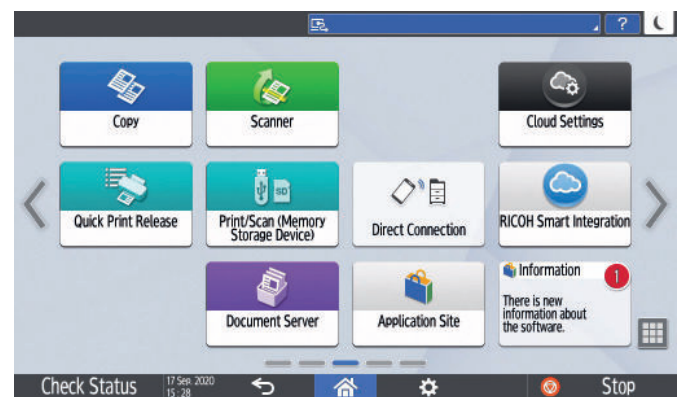 ?
Copy
Scanner
Cloud Settings
SD
Quick Print Release
Print/Scan (Memory
Storage Device)
Direct Connection
RICOH Smart Integration
Document Server
Application Site
Information
1
There is new
information about
the software.
Check Status
17 Sep. 2020
15:28
Stop